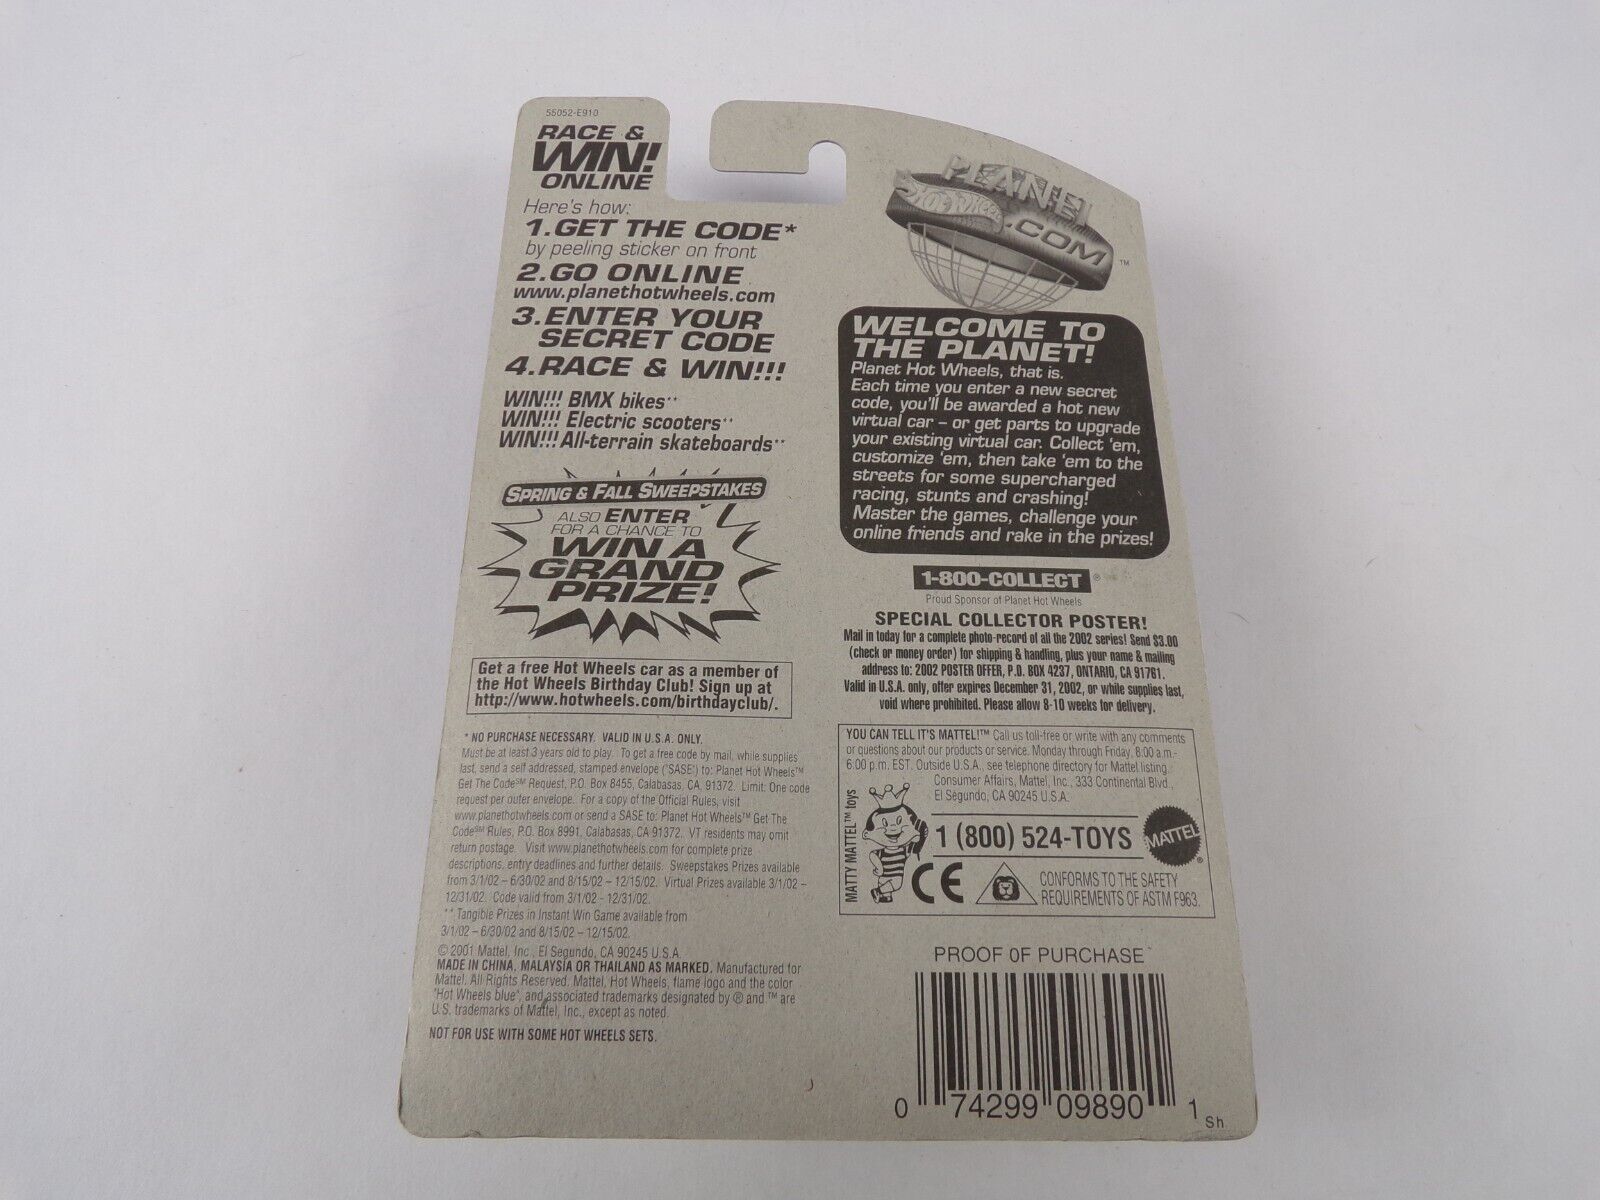 55052-E910
RACE &
WIN!
ONLINE
Here's how:
1.GET THE CODE*
by peeling sticker on front
2.GO ONLINE
www.planethotwheels.com
3.ENTER YOUR
SECRET CODE
4.RACE & WIN!!!
WIN!!! BMX bikes**
WIN!!! Electric scooters**
WIN!!! All-terrain skateboards**
SPRING & FALL SWEEPSTAKES
ALSO ENTER
FOR A CHANCE TO
WIN A
GRAND
PRIZE!
Get a free Hot Wheels car as a member of
the Hot Wheels Birthday Club! Sign up at
http://www.hotwheels.com/birthdayclub/.
* NO PURCHASE NECESSARY. VALID IN U.S.A. ONLY.
Must be at least 3 years old to play. To get a free code by mail, while supplies
last, send a self addressed, stamped envelope ("SASE") to: Planet Hot Wheels™
Get The Code℠ Request, P.O. Box 8455, Calabasas, CA, 91372. Limit: One code
request per outer envelope. For a copy of the Official Rules, visit
www.planethotwheels.com or send a SASE to: Planet Hot Wheels™ Get The
Code℠ Rules, P.O. Box 8991, Calabasas, CA 91372. VT residents may omit
return postage. Visit www.planethotwheels.com for complete prize
descriptions, entry deadlines and further details. Sweepstakes Prizes available
from 3/1/02 - 6/30/02 and 8/15/02 - 12/15/02. Virtual Prizes available 3/1/02 -
12/31/02. Code valid from 3/1/02 - 12/31/02.
** Tangible Prizes in Instant Win Game available from
3/1/02 – 6/30/02 and 8/15/02 – 12/15/02.
© 2001 Mattel, Inc., El Segundo, CA 90245 U.S.A.
MADE IN CHINA, MALAYSIA OR THAILAND AS MARKED. Manufactured for
Mattel. All Rights Reserved. Mattel, Hot Wheels, flame logo and the color
"Hot Wheels blue", and associated trademarks designated by ® and ™ are
U.S. trademarks of Mattel, Inc., except as noted.
NOT FOR USE WITH SOME HOT WHEELS SETS.
PLANET
HOT WHEELS
.COM
™
WELCOME TO
THE PLANET!
Planet Hot Wheels, that is.
Each time you enter a new secret
code, you'll be awarded a hot new
virtual car – or get parts to upgrade
your existing virtual car. Collect 'em,
customize 'em, then take 'em to the
streets for some supercharged
racing, stunts and crashing!
Master the games, challenge your
online friends and rake in the prizes!
1-800-COLLECT ®
Proud Sponsor of Planet Hot Wheels
SPECIAL COLLECTOR POSTER!
Mail in today for a complete photo-record of all the 2002 series! Send $3.00
(check or money order) for shipping & handling, plus your name & mailing
address to: 2002 POSTER OFFER, P.O. BOX 4237, ONTARIO, CA 91761.
Valid in U.S.A. only, offer expires December 31, 2002, or while supplies last,
void where prohibited. Please allow 8-10 weeks for delivery.
YOU CAN TELL IT'S MATTEL!™ Call us toll-free or write with any comments
or questions about our products or service. Monday through Friday, 8:00 a.m.-
6:00 p.m. EST. Outside U.S.A., see telephone directory for Mattel listing.
Consumer Affairs, Mattel, Inc., 333 Continental Blvd.,
El Segundo, CA 90245 U.S.A.
MATTY MATTEL™ toys
1 (800) 524-TOYS
MATTEL
®
CE
CONFORMS TO THE SAFETY
REQUIREMENTS OF ASTM F963.
PROOF OF PURCHASE
0 74299 09890 1
Sh